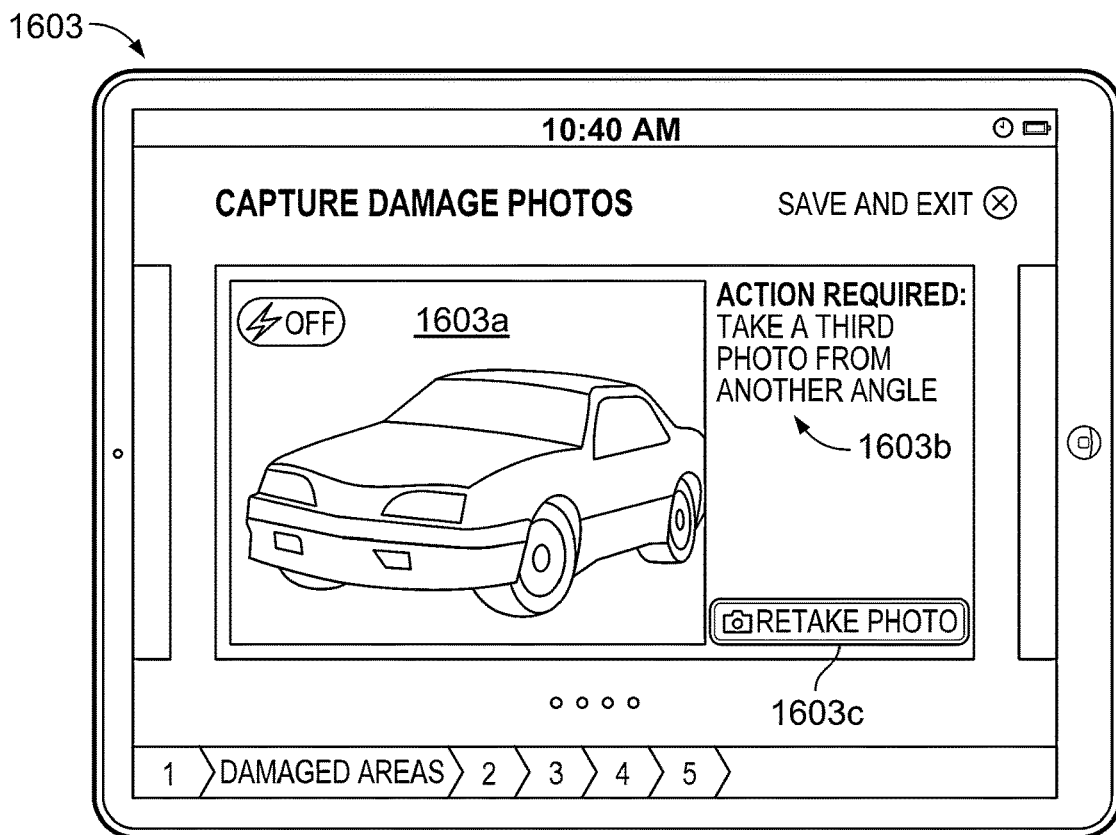 1603
10:40 AM
CAPTURE DAMAGE PHOTOS
SAVE AND EXIT
OFF
1603a
ACTION REQUIRED:
TAKE A THIRD
PHOTO FROM
ANOTHER ANGLE
1603b
RETAKE PHOTO
1603c
1 DAMAGED AREAS 2 3 4 5